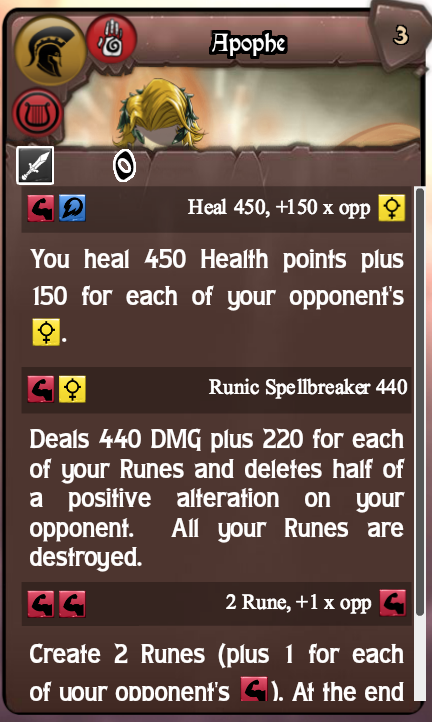 Apophe
3
0
Heal 450, +150 x opp
You heal 450 Health points plus
150 for each of your opponent's
.
Runic Spellbreaker 440
Deals 440 DMG plus 220 for each
of your Runes and deletes half of
a positive alteration on your
opponent. All your Runes are
destroyed.
2 Rune, +1 x opp
Create 2 Runes (plus 1 for each
of your opponent's ). At the end